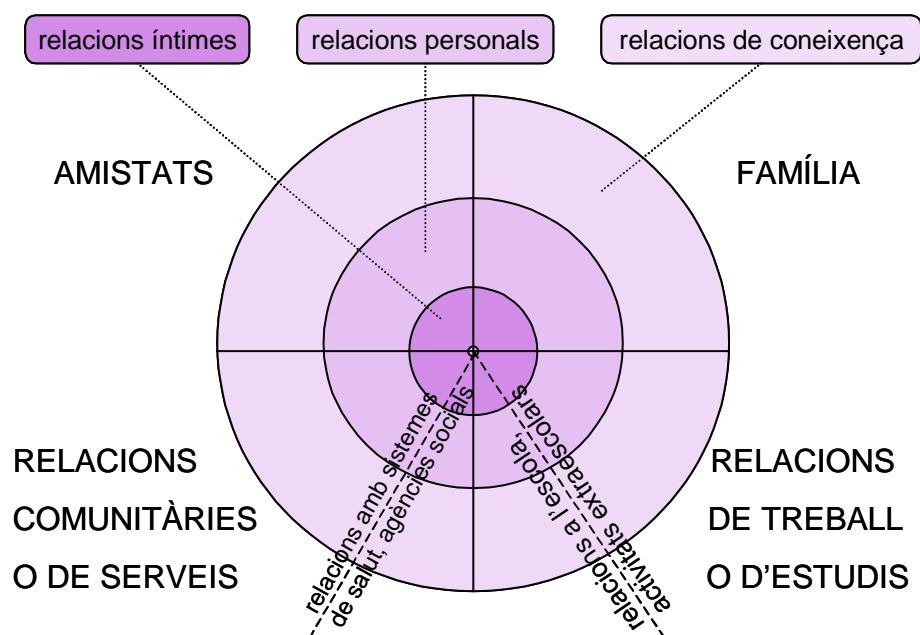 relacions íntimes
relacions personals
relacions de coneixença
AMISTATS
FAMÍLIA
RELACIONS
COMUNITÀRIES
O DE SERVEIS
relacions amb sistemes
de salut, agències socials
relacions a l'escola,
activitats extraescolars
RELACIONS
DE TREBALL
O D'ESTUDIS